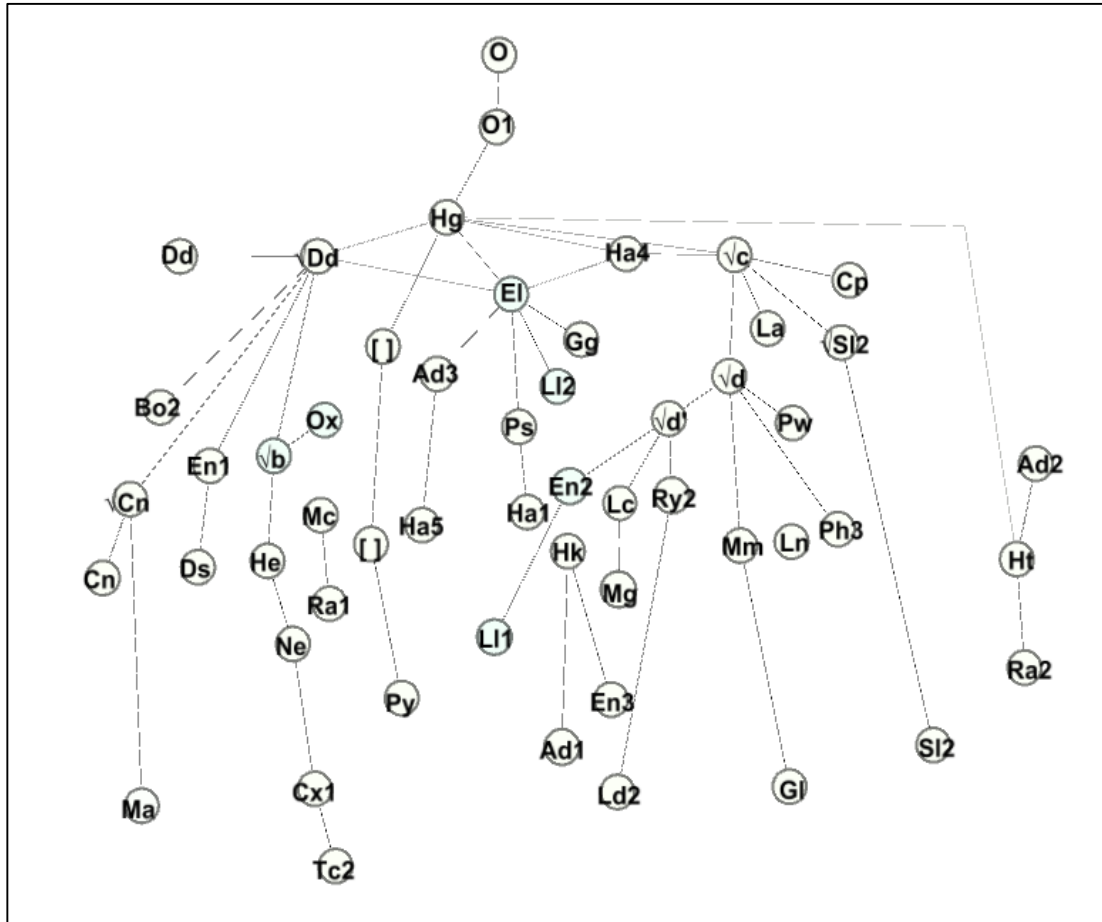 O
O1
Hg
Dd
√Dd
Ha4
√c
Cp
El
La
Gg
√Sl2
[ ]
Ad3
Ll2
√d
Bo2
Ox
Ps
√d'
Pw
√b
En1
Ad2
√Cn
En2
Lc
Ry2
Mc
Ha5
Ha1
Ph3
[ ]
Hk
Mm
Ln
Cn
Ds
He
Ht
Ra1
Mg
Ne
Ll1
Ra2
Py
En3
Ad1
Sl2
Ma
Cx1
Ld2
Gl
Tc2